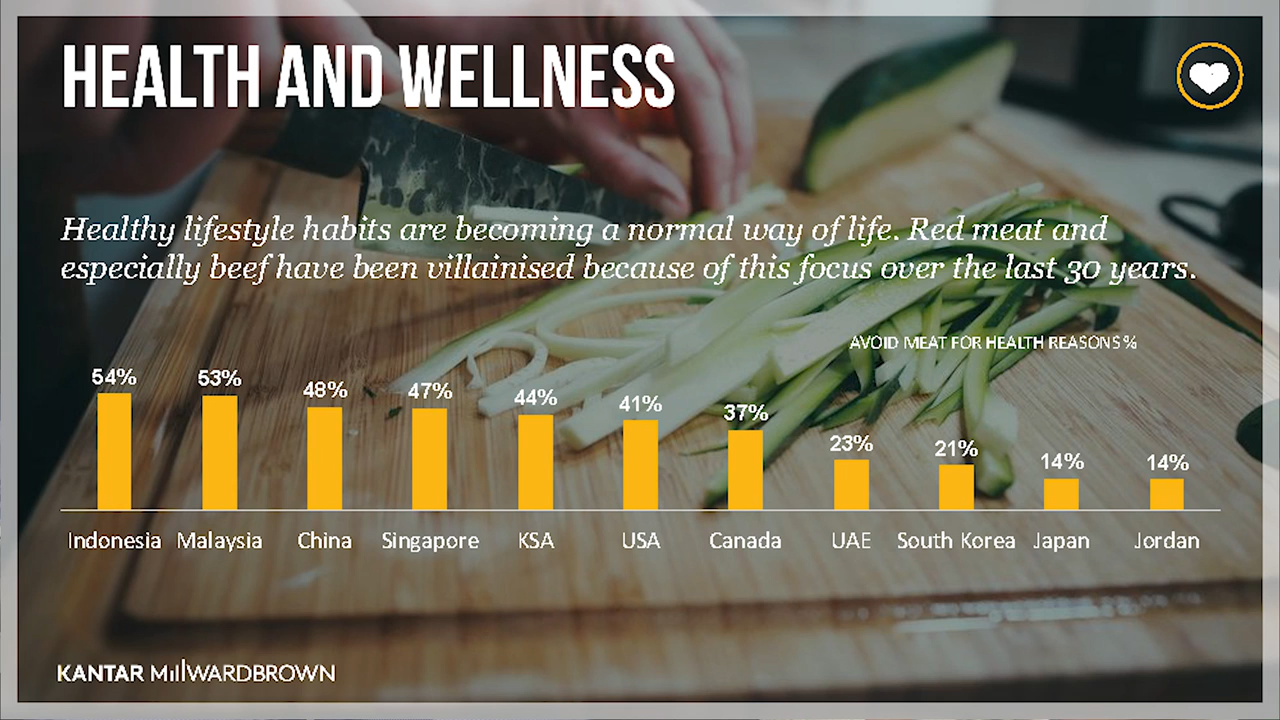 HEALTH AND WELLNESS
Healthy lifestyle habits are becoming a normal way of life. Red meat and
especially beef have been villainised because of this focus over the last 30 years.
AVOID MEAT FOR HEALTH REASONS %
54% 53% 48% 47% 44% 41% 37% 23% 21% 14% 14%
Indonesia Malaysia China Singapore KSA USA Canada UAE South Korea Japan Jordan
KANTAR MillWARDBROWN